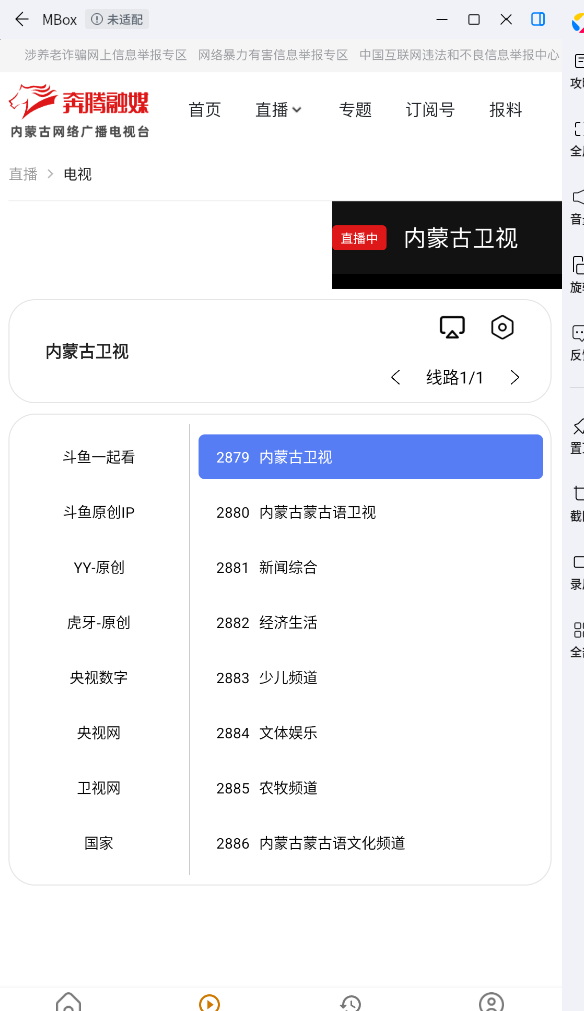 MBox 未适配
涉养老诈骗网上信息举报专区 网络暴力有害信息举报专区 中国互联网违法和不良信息举报中心
奔腾融媒
内蒙古网络广播电视台
首页 直播 专题 订阅号 报料
直播 > 电视
直播中 内蒙古卫视
内蒙古卫视
线路1/1
斗鱼一起看
斗鱼原创IP
YY-原创
虎牙-原创
央视数字
央视网
卫视网
国家
2879 内蒙古卫视
2880 内蒙古蒙古语卫视
2881 新闻综合
2882 经济生活
2883 少儿频道
2884 文体娱乐
2885 农牧频道
2886 内蒙古蒙古语文化频道
攻
全
音
旋
反
置
截
录
全